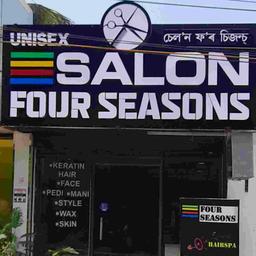 UNISEX
চেল'ন ফ'ৰ চিজন্‌চ্
SALON
FOUR SEASONS
•KERATIN
HAIR
•FACE
•PEDI •MANI
•STYLE
•WAX
•SKIN
FOUR
SEASONS
HAIRSPA